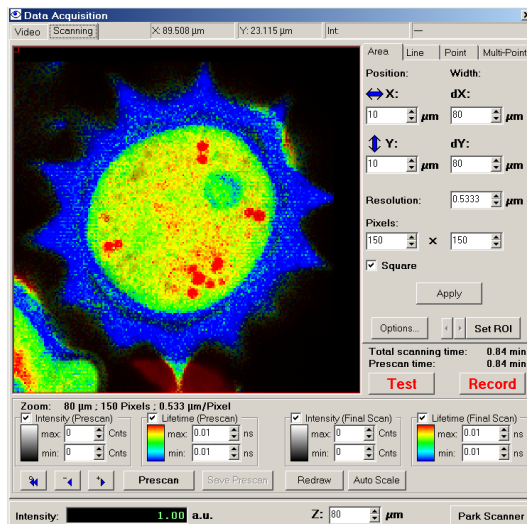 Data Acquisition
Video Scanning X: 89.508 µm Y: 23.115 µm Int: —
Area Line Point Multi-Point
Position: Width:
X: dX:
10 µm 80 µm
Y: dY:
10 µm 80 µm
Resolution: 0.5333 µm
Pixels:
150 × 150
Square
Apply
Options... Set ROI
Total scanning time: 0.84 min
Prescan time: 0.84 min
Test Record
Zoom: 80 µm ; 150 Pixels ; 0.533 µm/Pixel
Intensity (Prescan) Lifetime (Prescan) Intensity (Final Scan) Lifetime (Final Scan)
max: 0 Cnts max: 0.01 ns max: 0 Cnts max: 0.01 ns
min: 0 Cnts min: 0.01 ns min: 0 Cnts min: 0.01 ns
Prescan Save Prescan Redraw Auto Scale
Intensity: 1.00 a.u. Z: 80 µm Park Scanner